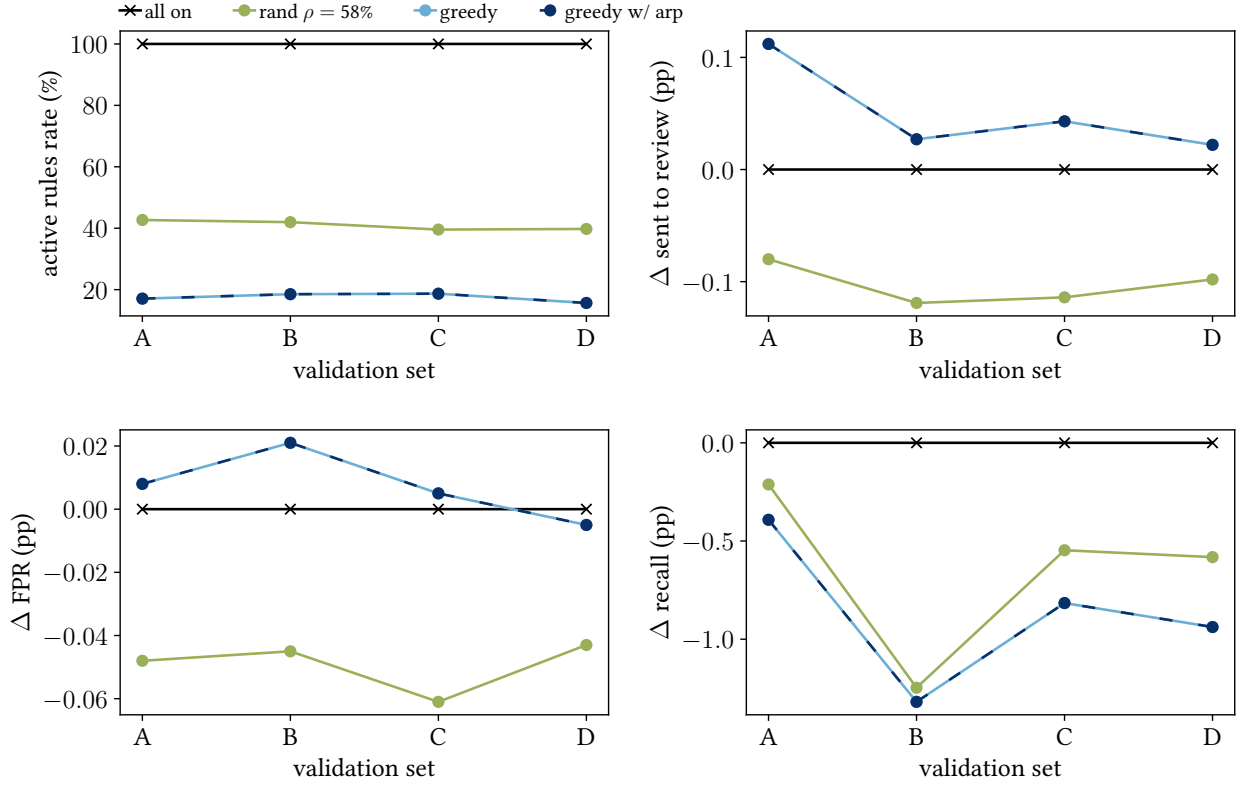 all on rand ρ = 58% greedy greedy w/ arp
active rules rate (%)
100
80
60
40
20
A B C D
validation set
Δ sent to review (pp)
0.1
0.0
−0.1
A B C D
validation set
Δ FPR (pp)
0.02
0.00
−0.02
−0.04
−0.06
A B C D
validation set
Δ recall (pp)
0.0
−0.5
−1.0
A B C D
validation set